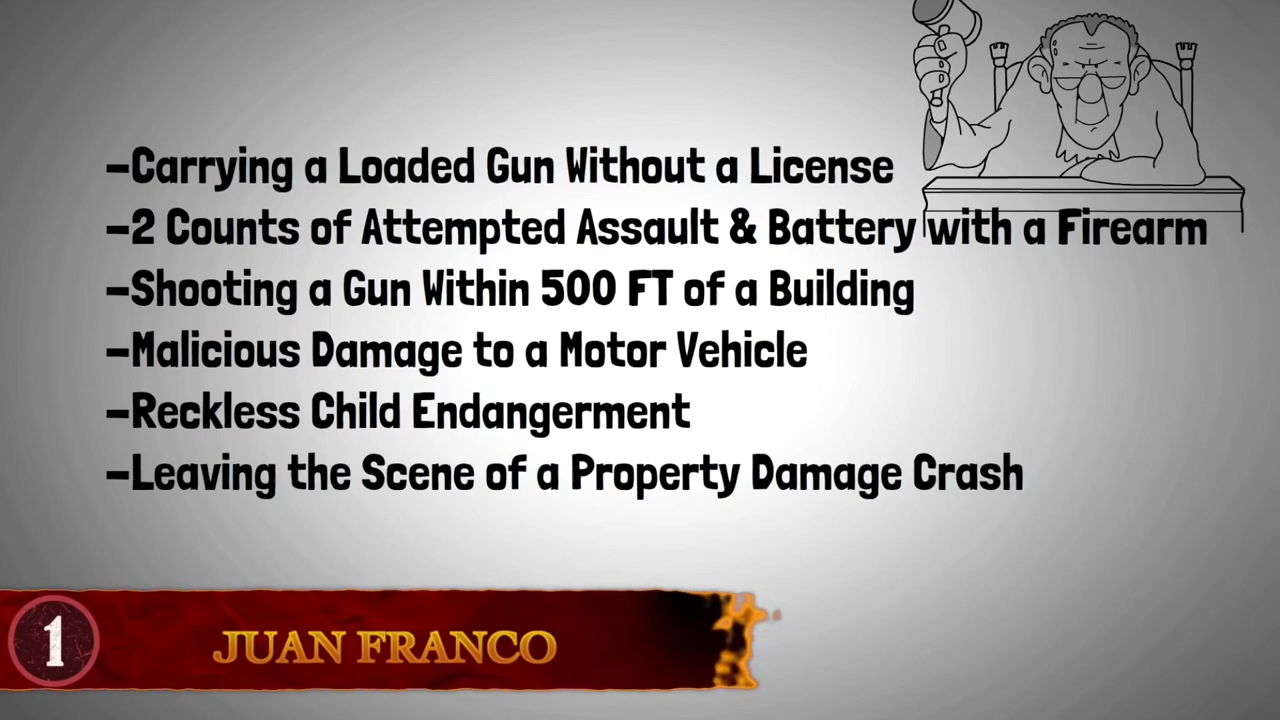 -Carrying a Loaded Gun Without a License
-2 Counts of Attempted Assault & Battery with a Firearm
-Shooting a Gun Within 500 FT of a Building
-Malicious Damage to a Motor Vehicle
-Reckless Child Endangerment
-Leaving the Scene of a Property Damage Crash
1 JUAN FRANCO